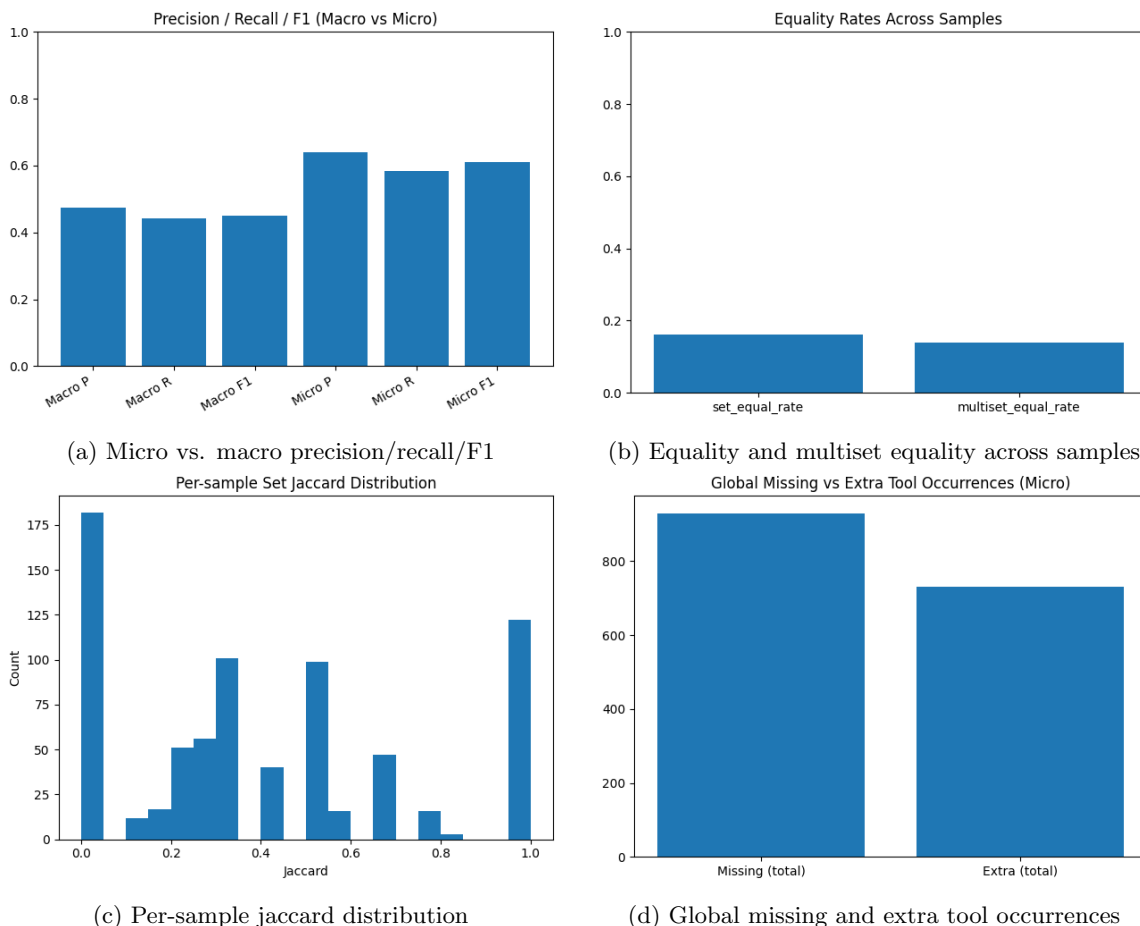 Precision / Recall / F1 (Macro vs Micro)
1.0
0.8
0.6
0.4
0.2
0.0
Macro P
Macro R
Macro F1
Micro P
Micro R
Micro F1
(a) Micro vs. macro precision/recall/F1
Equality Rates Across Samples
1.0
0.8
0.6
0.4
0.2
0.0
set_equal_rate
multiset_equal_rate
(b) Equality and multiset equality across samples
Per-sample Set Jaccard Distribution
Count
175
150
125
100
75
50
25
0
0.0
0.2
0.4
0.6
0.8
1.0
Jaccard
(c) Per-sample jaccard distribution
Global Missing vs Extra Tool Occurrences (Micro)
800
600
400
200
0
Missing (total)
Extra (total)
(d) Global missing and extra tool occurrences